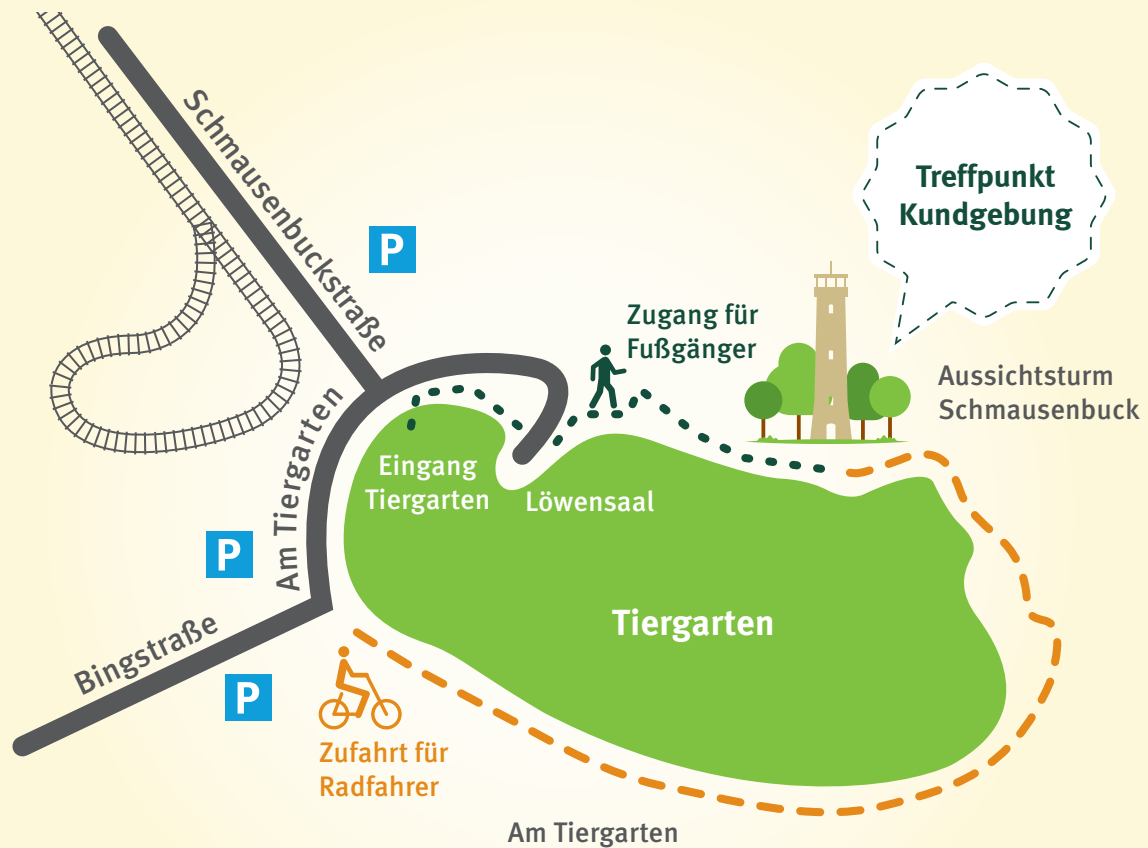 Schmausenbuckstraße
P
Treffpunkt
Kundgebung
Zugang für
Fußgänger
Aussichtsturm
Schmausenbuck
Am Tiergarten
Eingang
Tiergarten
Löwensaal
P
Tiergarten
Bingstraße
P
Zufahrt für
Radfahrer
Am Tiergarten